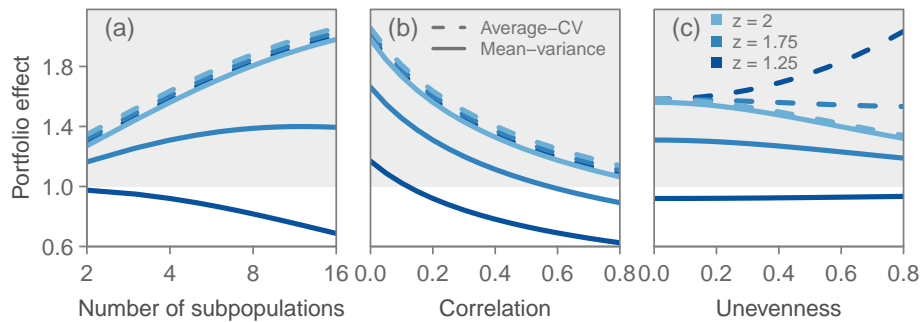 (a)
(b)
Average–CV
Mean–variance
(c)
z = 2
z = 1.75
z = 1.25
Portfolio effect
1.8
1.4
1.0
0.6
2 4 8 16
0.0 0.2 0.4 0.6 0.8
0.0 0.2 0.4 0.6 0.8
Number of subpopulations
Correlation
Unevenness